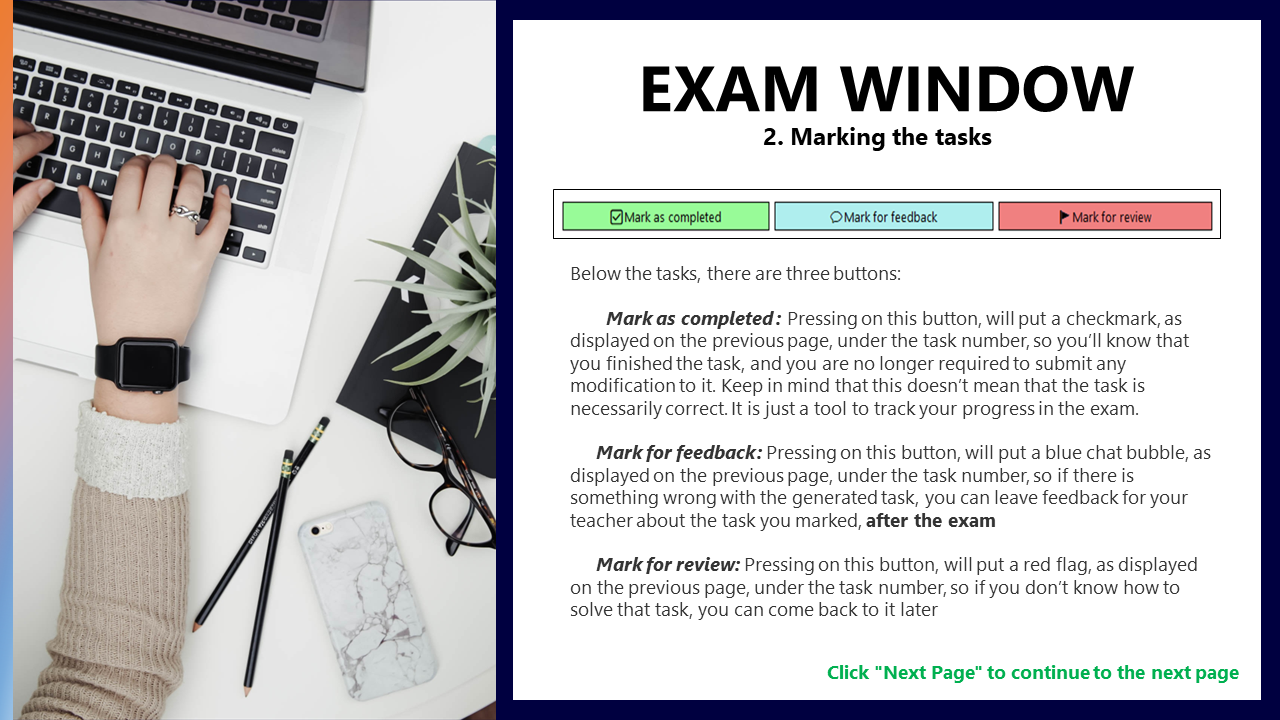 EXAM WINDOW
2. Marking the tasks
Mark as completed
Mark for feedback
Mark for review
Below the tasks, there are three buttons:
Mark as completed: Pressing on this button, will put a checkmark, as
displayed on the previous page, under the task number, so you’ll know that
you finished the task, and you are no longer required to submit any
modification to it. Keep in mind that this doesn’t mean that the task is
necessarily correct. It is just a tool to track your progress in the exam.
Mark for feedback: Pressing on this button, will put a blue chat bubble, as
displayed on the previous page, under the task number, so if there is
something wrong with the generated task, you can leave feedback for your
teacher about the task you marked, after the exam
Mark for review: Pressing on this button, will put a red flag, as displayed
on the previous page, under the task number, so if you don’t know how to
solve that task, you can come back to it later
Click "Next Page" to continue to the next page